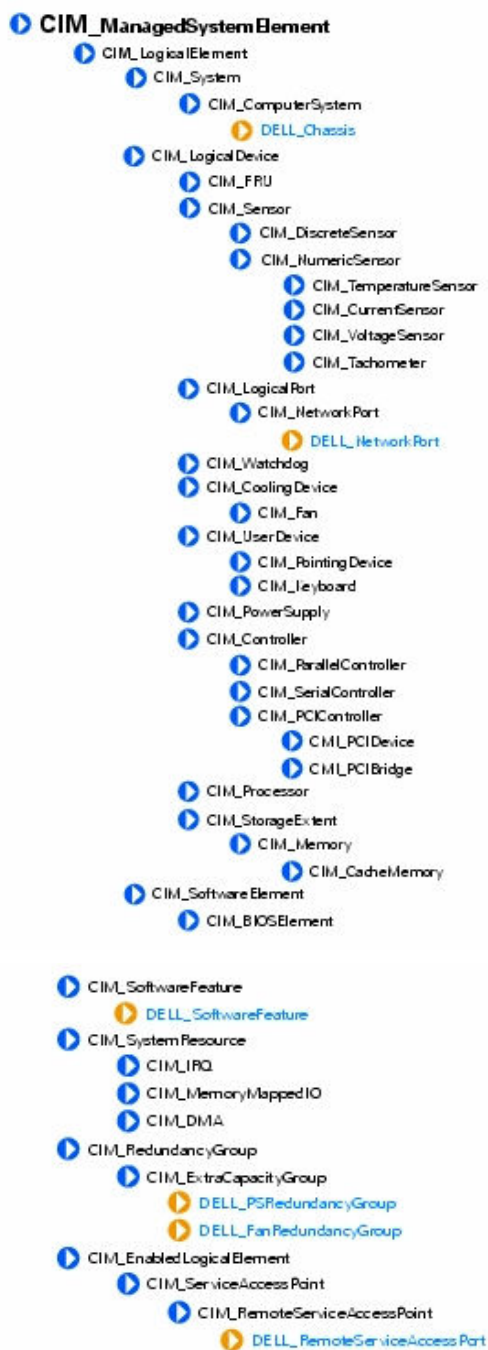 CIM_ManagedSystemElement
CIM_LogicalElement
CIM_System
CIM_ComputerSystem
DELL_Chassis
CIM_LogicalDevice
CIM_FRU
CIM_Sensor
CIM_DiscreteSensor
CIM_NumericSensor
CIM_TemperatureSensor
CIM_CurrentSensor
CIM_VoltageSensor
CIM_Tachometer
CIM_LogicalPort
CIM_NetworkPort
DELL_NetworkPort
CIM_Watchdog
CIM_CoolingDevice
CIM_Fan
CIM_UserDevice
CIM_PointingDevice
CIM_Keyboard
CIM_PowerSupply
CIM_Controller
CIM_ParallelController
CIM_SerialController
CIM_PCIController
CMI_PCIDevice
CMI_PCIBridge
CIM_Processor
CIM_StorageExtent
CIM_Memory
CIM_CacheMemory
CIM_SoftwareElement
CIM_BIOSElement
CIM_SoftwareFeature
DELL_SoftwareFeature
CIM_SystemResource
CIM_IRQ
CIM_MemoryMappedIO
CIM_DMA
CIM_RedundancyGroup
CIM_ExtraCapacityGroup
DELL_PSRedundancyGroup
DELL_FanRedundancyGroup
CIM_EnabledLogicalElement
CIM_ServiceAccessPoint
CIM_RemoteServiceAccessPoint
DELL_RemoteServiceAccessPort